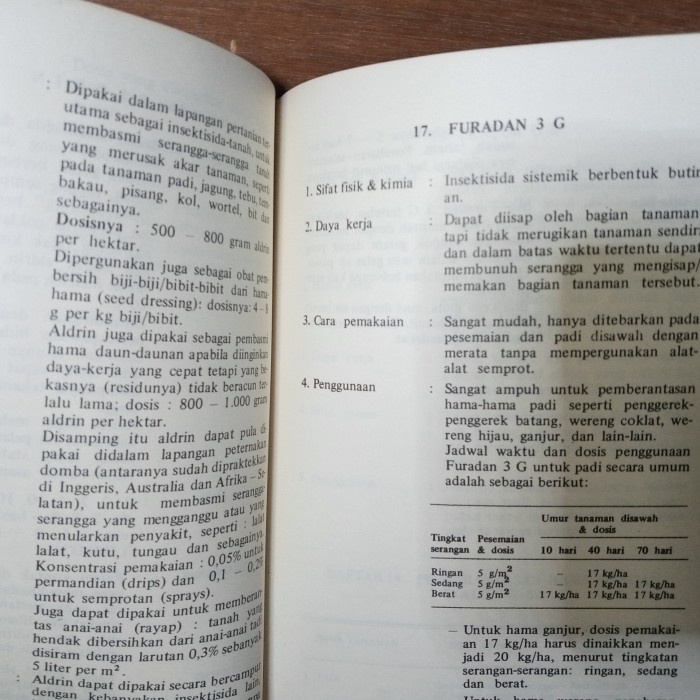 : Dipakai dalam lapangan pertanian
utama sebagai insektisida-tanah, untuk
membasmi serangga-serangga tanah
yang merusak akar tanaman, seperti
pada tanaman padi, jagung, tebu, tem-
bakau, pisang, kol, wortel, bit dan
sebagainya.
Dosisnya : 500 – 800 gram aldrin
per hektar.
Dipergunakan juga sebagai obat pem-
bersih biji-biji/bibit-bibit dari hama-
hama (seed dressing): dosisnya: 4 –
g per kg biji/bibit.
Aldrin juga dipakai sebagai pembasmi
hama daun-daunan apabila diinginkan
daya-kerja yang cepat tetapi yang be-
kasnya (residunya) tidak beracun ter-
lalu lama; dosis : 800 – 1.000 gram
aldrin per hektar.
Disamping itu aldrin dapat pula di-
pakai didalam lapangan peternakan
domba (antaranya sudah dipraktekkan
di Inggeris, Australia dan Afrika – Se-
latan), untuk membasmi serangga-
serangga yang mengganggu atau yang
menularkan penyakit, seperti : lalat
lalat, kutu, tungau dan sebagainya.
Konsentrasi pemakaian : 0,05% untuk
permandian (drips) dan 0,1 – 0,2%
untuk semprotan (sprays).
Juga dapat dipakai untuk memberan-
tas anai-anai (rayap) : tanah yang
hendak dibersihkan dari anai-anai tadi
disiram dengan larutan 0,3% sebanyak
5 liter per m².
: Aldrin dapat dipakai secara bercampur
dengan kebanyakan insektisida lain,
17. FURADAN 3 G
1. Sifat fisik & kimia : Insektisida sistemik berbentuk butir
an.
2. Daya kerja : Dapat diisap oleh bagian tanaman
tapi tidak merugikan tanaman sendiri
dan dalam batas waktu tertentu dapat
membunuh serangga yang mengisap/
memakan bagian tanaman tersebut.
3. Cara pemakaian : Sangat mudah, hanya ditebarkan pada
pesemaian dan padi disawah dengan
merata tanpa mempergunakan alat-
alat semprot.
4. Penggunaan : Sangat ampuh untuk pemberantasan
hama-hama padi seperti penggerek-
penggerek batang, wereng coklat, we-
reng hijau, ganjur, dan lain-lain.
Jadwal waktu dan dosis penggunaan
Furadan 3 G untuk padi secara umum
adalah sebagai berikut:
Umur tanaman disawah
& dosis
Tingkat Pesemaian
serangan & dosis 10 hari 40 hari 70 hari
Ringan 5 g/m² – 17 kg/ha
Sedang 5 g/m² – 17 kg/ha 17 kg/ha
Berat 5 g/m² 17 kg/ha 17 kg/ha 17 kg/ha
– Untuk hama ganjur, dosis pemakai-
an 17 kg/ha harus dinaikkan men-
jadi 20 kg/ha, menurut tingkatan
serangan-serangan: ringan, sedang
dan berat.